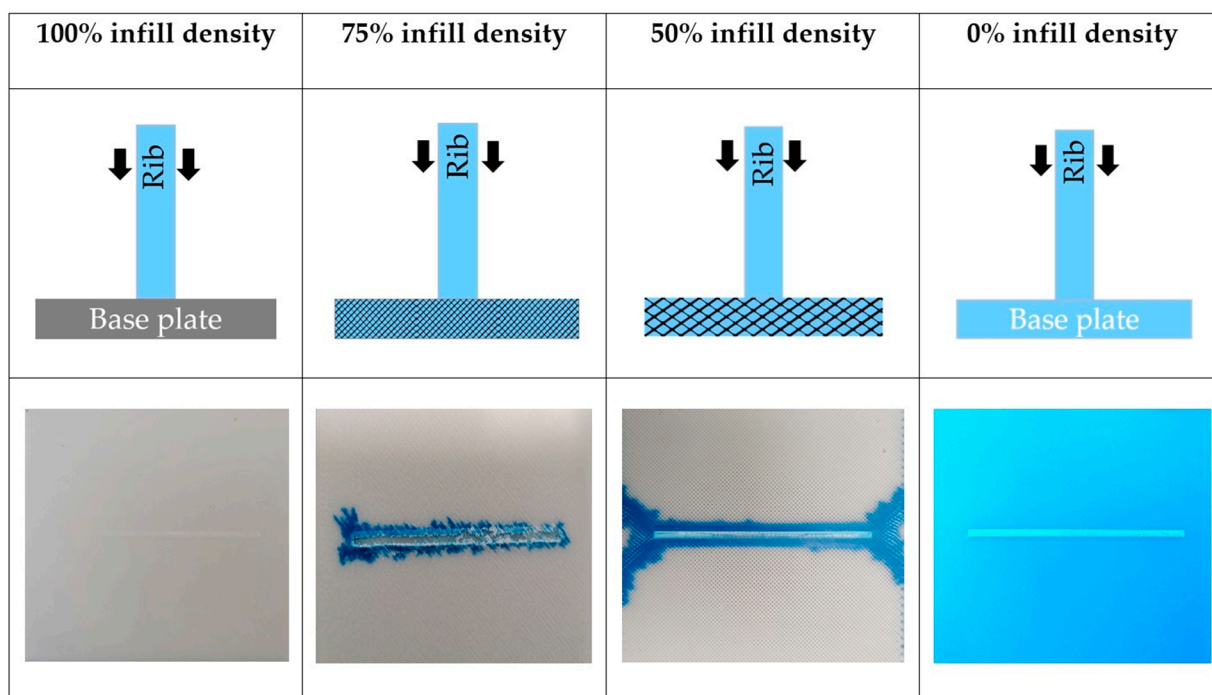 100% infill density
75% infill density
50% infill density
0% infill density
Rib
Rib
Rib
Rib
Base plate
Base plate